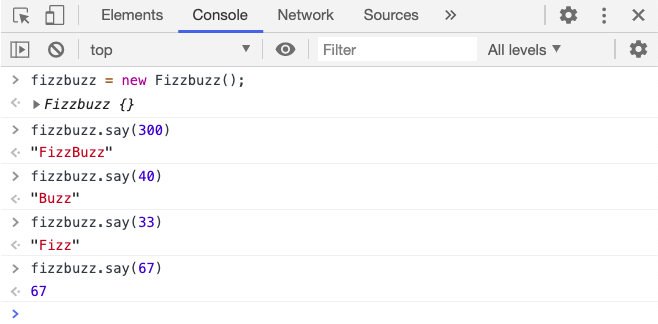 Elements Console Network Sources »
top Filter All levels
> fizzbuzz = new Fizzbuzz();
Fizzbuzz {}
> fizzbuzz.say(300)
"FizzBuzz"
> fizzbuzz.say(40)
"Buzz"
> fizzbuzz.say(33)
"Fizz"
> fizzbuzz.say(67)
67
>